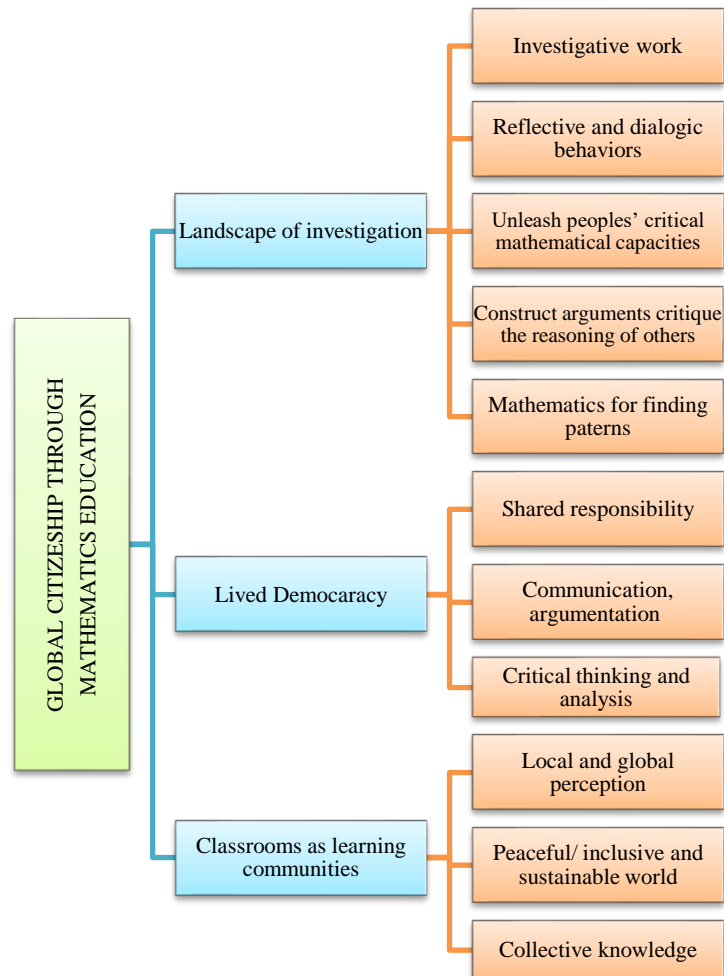 GLOBAL CITIZESHIP THROUGH
MATHEMATICS EDUCATION
Landscape of investigation
Investigative work
Reflective and dialogic
behaviors
Unleash peoples’ critical
mathematical capacities
Construct arguments critique
the reasoning of others
Mathematics for finding
paterns
Lived Democaracy
Shared responsibility
Communication,
argumentation
Critical thinking and
analysis
Classrooms as learning
communities
Local and global
perception
Peaceful/ inclusive and
sustainable world
Collective knowledge